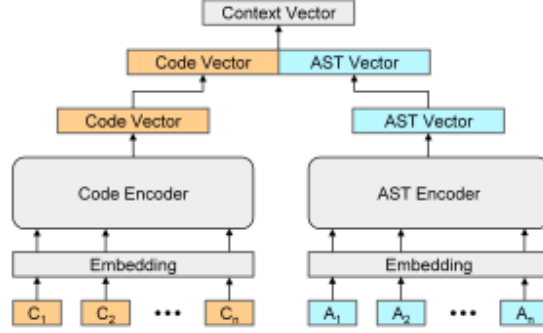 Context Vector
Code Vector AST Vector
Code Vector AST Vector
Code Encoder AST Encoder
Embedding Embedding
C₁ C₂ ••• Cₙ A₁ A₂ ••• Aₙ